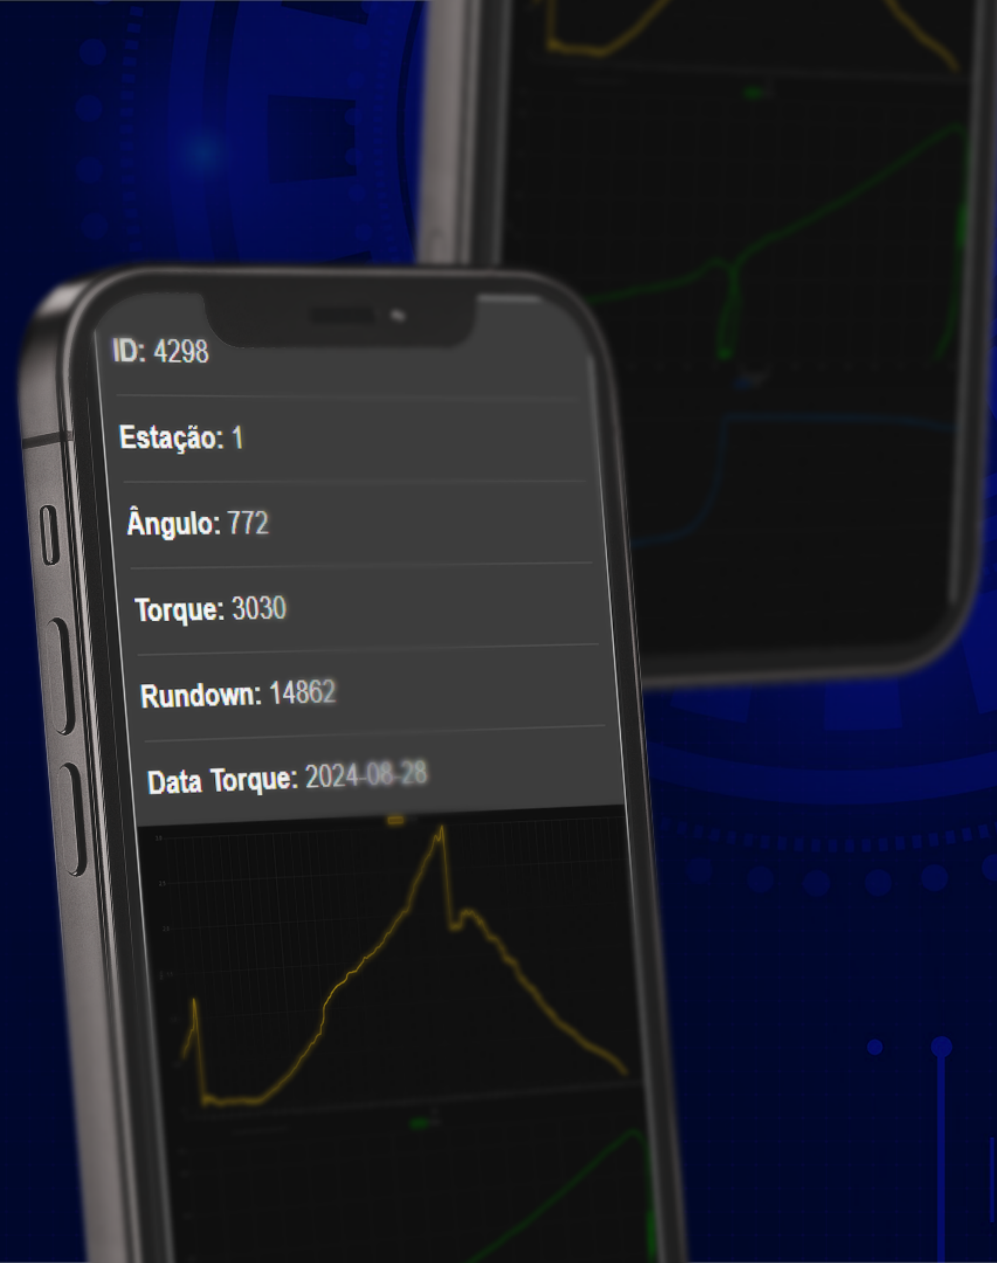 ID: 4298
Estação: 1
Ângulo: 772
Torque: 3030
Rundown: 14862
Data Torque: 2024-08-28